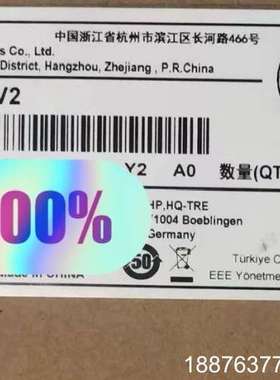 中国浙江省杭州市滨江区长河路466号
s Co., Ltd.
District, Hangzhou, Zhejiang , P.R.China
V2
Y2 A0 数量(QT
00%
HP,HQ-TRE
71004 Boeblingen
Germany
50
Türkiye C
EEE Yönetme
Made in CHINA
18876377